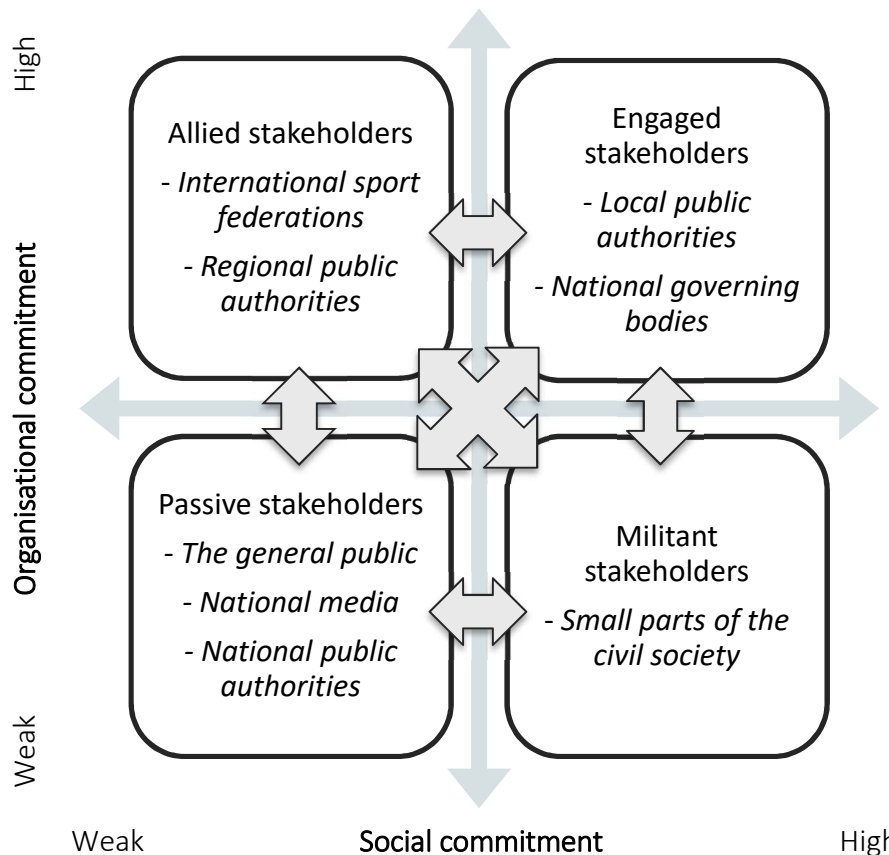 High
Organisational commitment
Weak
Allied stakeholders
- International sport
federations
- Regional public
authorities
Engaged
stakeholders
- Local public
authorities
- National governing
bodies
Passive stakeholders
- The general public
- National media
- National public
authorities
Militant
stakeholders
- Small parts of the
civil society
Weak
Social commitment
High